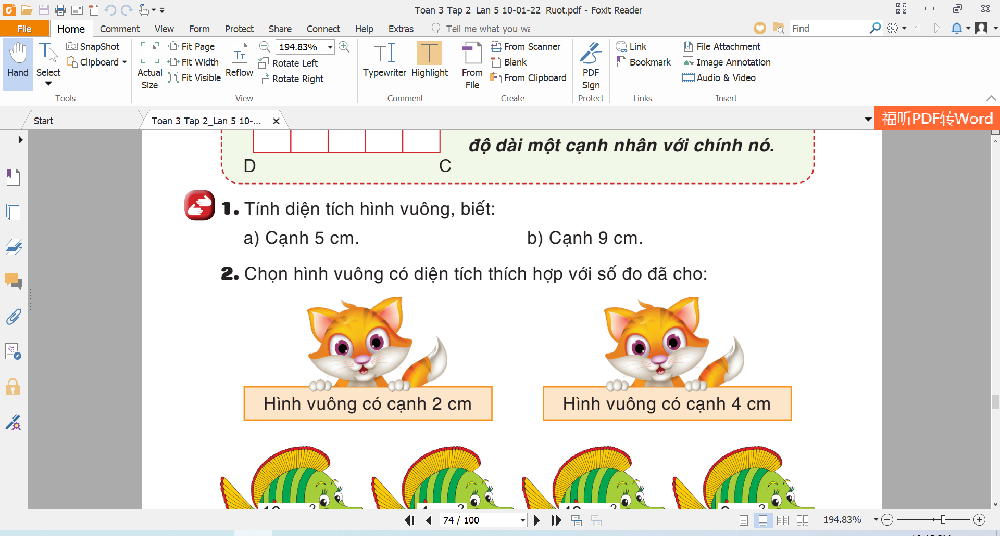 Toan 3 Tap 2_Lan 5 10-01-22_Ruot.pdf - Foxit Reader
File Home Comment View Form Protect Share Connect Help Extras Tell me what you wa Find
Hand
Select
SnapShot
Clipboard
Tools
Actual Size
Fit Page
Fit Width
Fit Visible
Reflow
194.83%
Rotate Left
Rotate Right
View
Typewriter
Highlight
Comment
From File
From Scanner
Blank
From Clipboard
Create
PDF Sign
Protect
Link
Bookmark
Links
File Attachment
Image Annotation
Audio & Video
Insert
Start
Toan 3 Tap 2_Lan 5 10-...
福昕PDF转Word
độ dài một cạnh nhân với chính nó.
D C
1. Tính diện tích hình vuông, biết:
a) Cạnh 5 cm. b) Cạnh 9 cm.
2. Chọn hình vuông có diện tích thích hợp với số đo đã cho:
Hình vuông có cạnh 2 cm
Hình vuông có cạnh 4 cm
74 / 100
194.83%